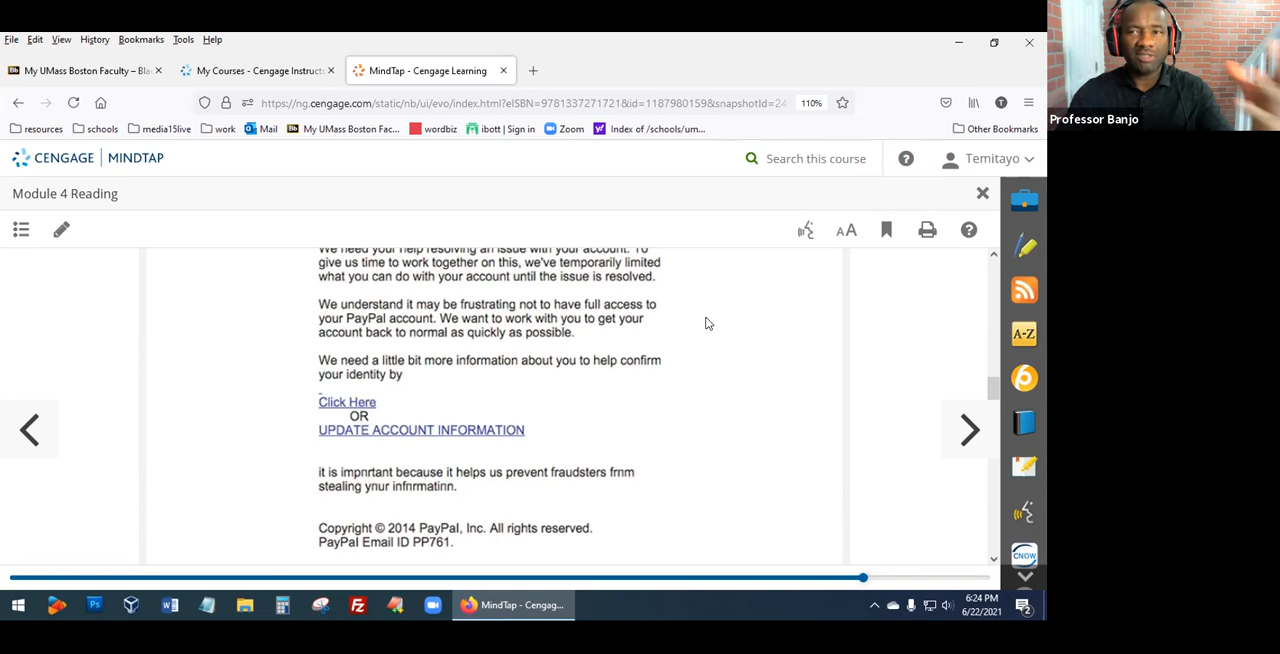 File Edit View History Bookmarks Tools Help
My UMass Boston Faculty – Bla
My Courses - Cengage Instructo
MindTap - Cengage Learning
https://ng.cengage.com/static/nb/ui/evo/index.html?eISBN=9781337271721&id=1187980159&snapshotId=24
110%
resources schools media15live work Mail My UMass Boston Fac... wordbiz ibott | Sign in Zoom Index of /schools/um... Other Bookmarks
CENGAGE | MINDTAP
Search this course
Temitayo
Module 4 Reading
AA
We need your help resolving an issue with your account. To
give us time to work together on this, we've temporarily limited
what you can do with your account until the issue is resolved.
We understand it may be frustrating not to have full access to
your PayPal account. We want to work with you to get your
account back to normal as quickly as possible.
We need a little bit more information about you to help confirm
your identity by
Click Here
OR
UPDATE ACCOUNT INFORMATION
it is impnrtant because it helps us prevent fraudsters frnm
stealing ynur infnrmatinn.
Copyright © 2014 PayPal, Inc. All rights reserved.
PayPal Email ID PP761.
A-Z
CNOW
MindTap - Cengag...
6:24 PM
6/22/2021
2
Professor Banjo